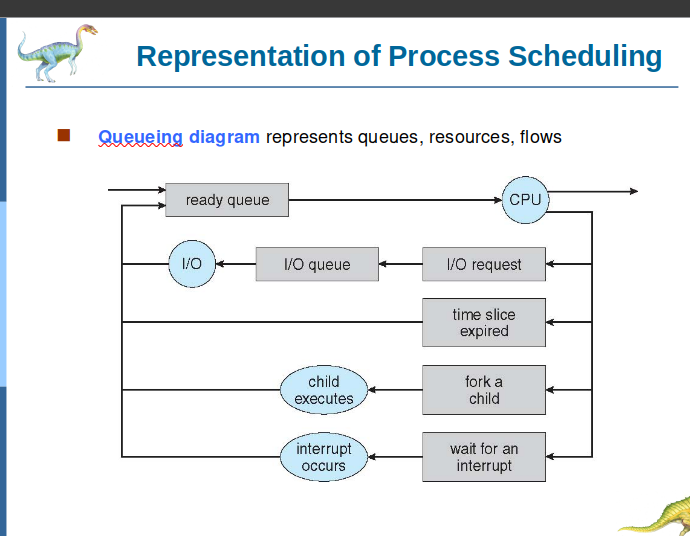 Representation of Process Scheduling
Queueing diagram represents queues, resources, flows
ready queue
CPU
I/O
I/O queue
I/O request
time slice
expired
child
executes
fork a
child
interrupt
occurs
wait for an
interrupt